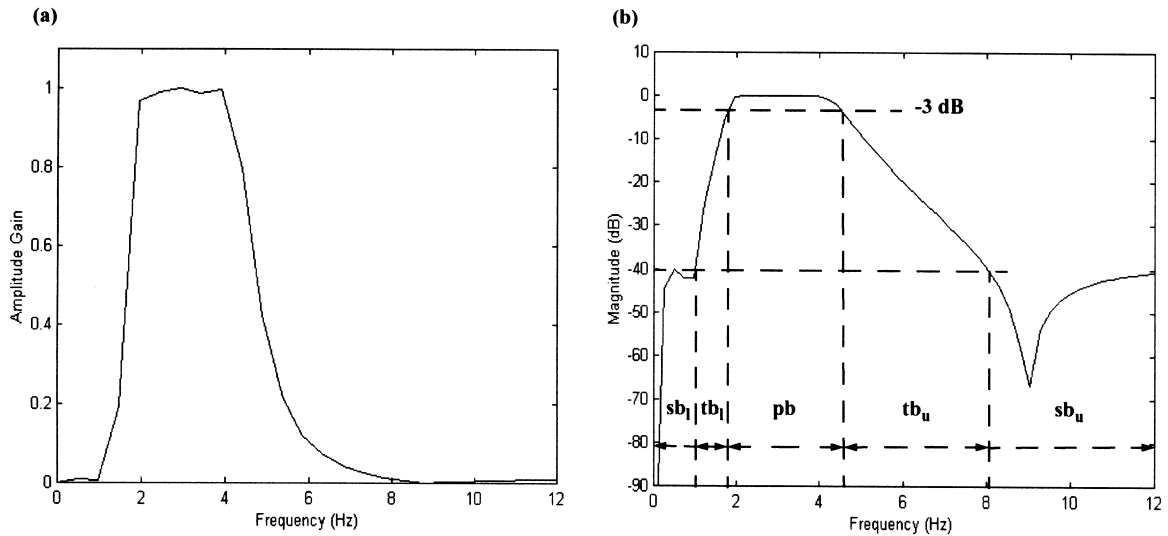 (a)
1
0.8
0.6
0.4
0.2
0
Amplitude Gain
0 2 4 6 8 10 12
Frequency (Hz)
(b)
10
0
-10
-20
-30
-40
-50
-60
-70
-80
-90
Magnitude (dB)
-3 dB
sbl tbl pb tbu sbu
0 2 4 6 8 10 12
Frequency (Hz)